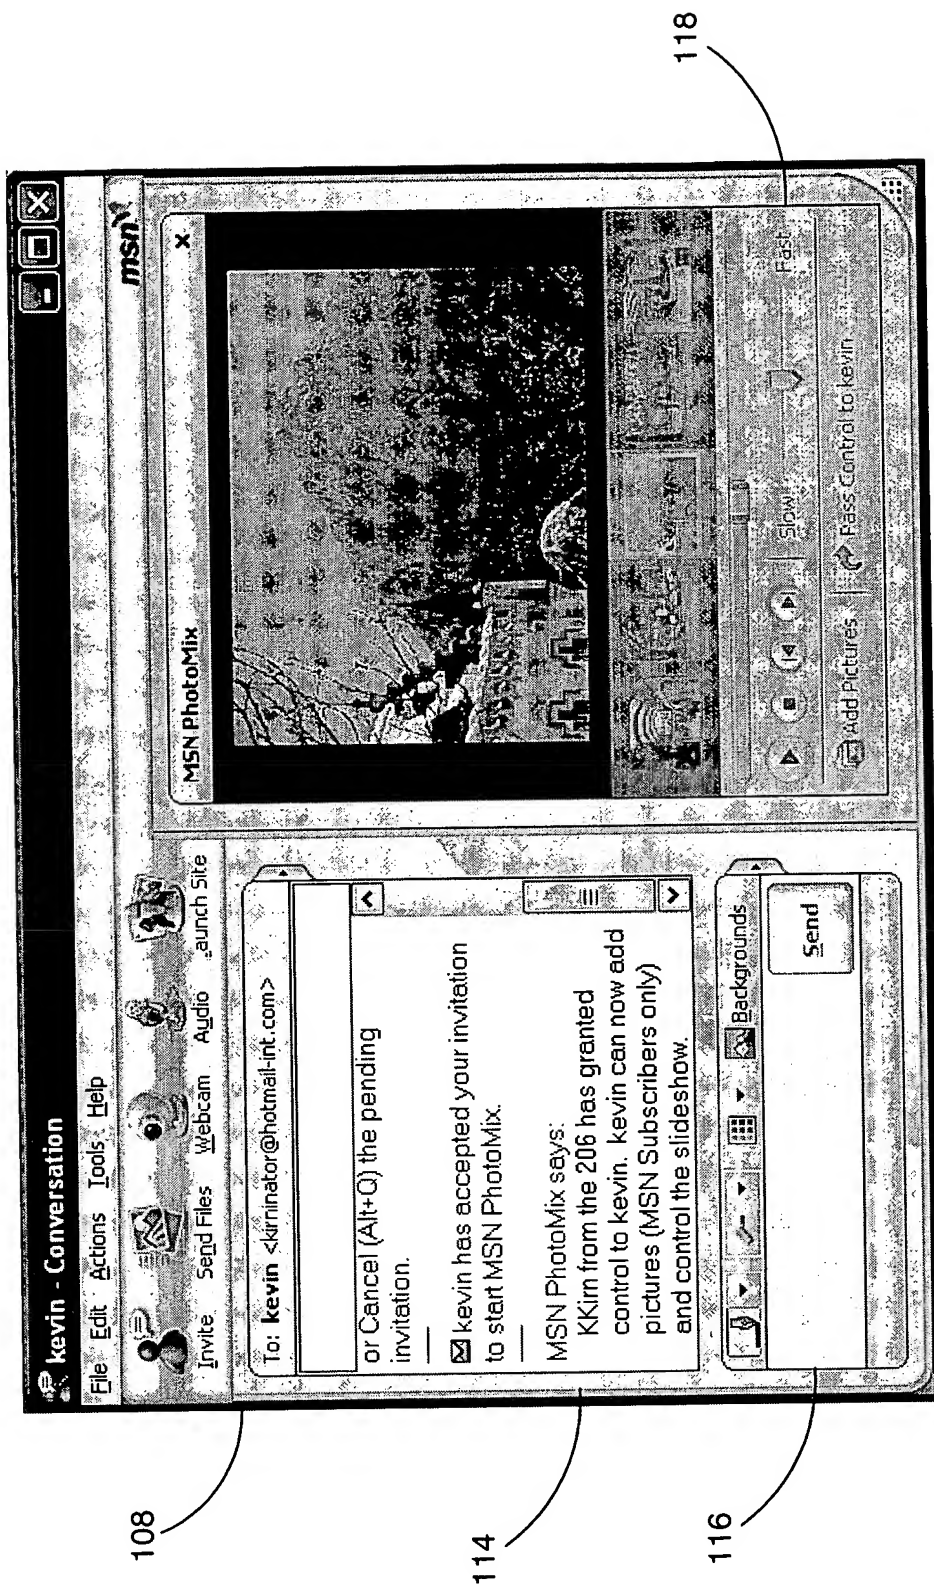 kevin - Conversation
File Edit Actions Tools Help
msn
Invite Send Files Webcam Audio Launch Site
To: kevin <kirninator@hotmail-int.com>
or Cancel (Alt+Q) the pending
invitation.
kevin has accepted your invitation
to start MSN PhotoMix.
MSN PhotoMix says:
KKim from the 206 has granted
control to kevin. kevin can now add
pictures (MSN Subscribers only)
and control the slideshow.
Backgrounds
Send
MSN PhotoMix
Slow Fast
Add Pictures Pass Control to kevin
108
114
116
118